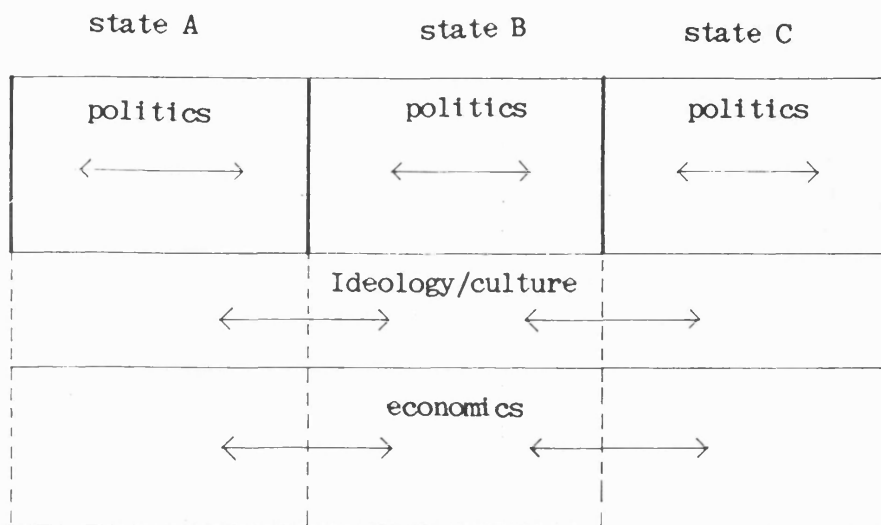 state A state B state C
politics politics politics
Ideology/culture
economics